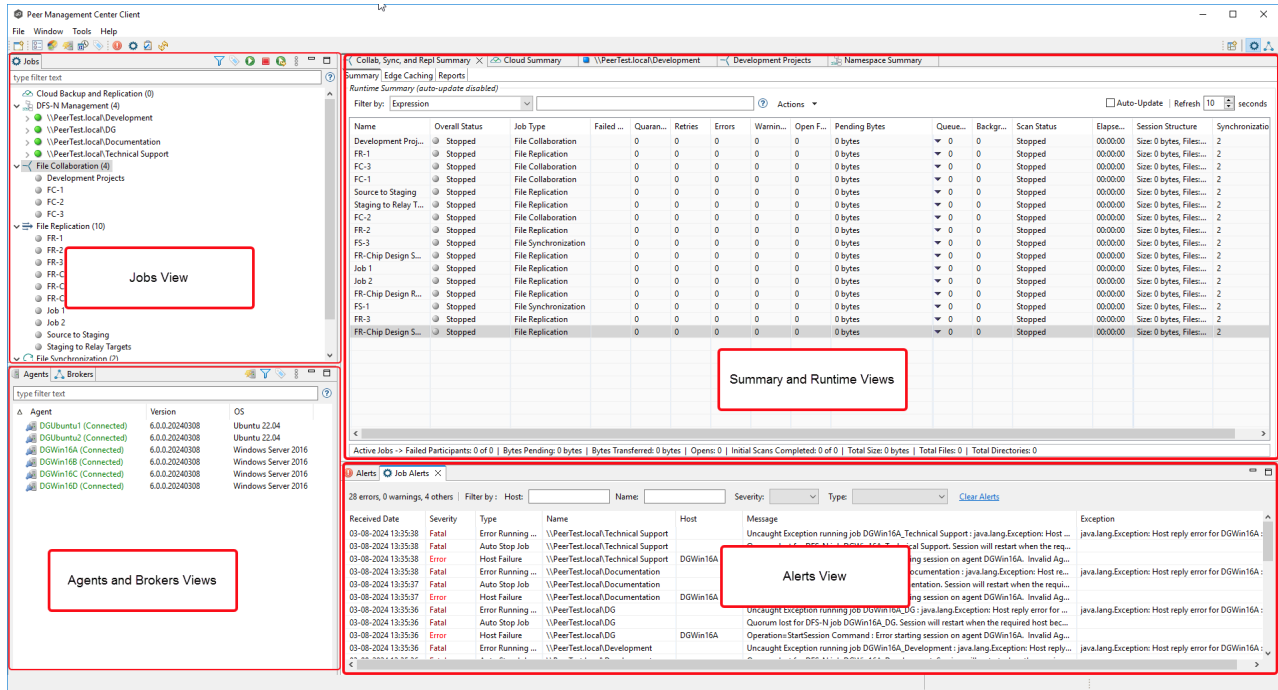 Peer Management Center Client
File Window Tools Help
Jobs
type filter text
Cloud Backup and Replication (0)
DFS-N Management (4)
\\PeerTest.local\Development
\\PeerTest.local\DG
\\PeerTest.local\Documentation
\\PeerTest.local\Technical Support
File Collaboration (4)
Development Projects
FC-1
FC-2
FC-3
File Replication (10)
FR-1
FR-2
FR-3
FR-C
FR-C
FR-C
Job 1
Job 2
Source to Staging
Staging to Relay Targets
File Synchronization (2)
Jobs View
Agents Brokers
type filter text
Agent Version OS
DGUbuntu1 (Connected) 6.0.0.20240308 Ubuntu 22.04
DGUbuntu2 (Connected) 6.0.0.20240308 Ubuntu 22.04
DGWin16A (Connected) 6.0.0.20240308 Windows Server 2016
DGWin16B (Connected) 6.0.0.20240308 Windows Server 2016
DGWin16C (Connected) 6.0.0.20240308 Windows Server 2016
DGWin16D (Connected) 6.0.0.20240308 Windows Server 2016
Agents and Brokers Views
Collab, Sync, and Repl Summary Cloud Summary \\PeerTest.local\Development Development Projects Namespace Summary
Summary Edge Caching Reports
Runtime Summary (auto-update disabled)
Filter by: Expression Actions Auto-Update Refresh 10 seconds
Name Overall Status Job Type Failed ... Quaran... Retries Errors Warnin... Open F... Pending Bytes Queue... Backgr... Scan Status Elapse... Session Structure Synchronizatio
Development Proj... Stopped File Collaboration 0 0 0 0 0 0 bytes 0 0 Stopped 00:00:00 Size: 0 bytes, Files:... 2
FR-1 Stopped File Replication 0 0 0 0 0 0 bytes 0 0 Stopped 00:00:00 Size: 0 bytes, Files:... 2
FC-3 Stopped File Collaboration 0 0 0 0 0 0 bytes 0 0 Stopped 00:00:00 Size: 0 bytes, Files:... 2
FC-1 Stopped File Collaboration 0 0 0 0 0 0 bytes 0 0 Stopped 00:00:00 Size: 0 bytes, Files:... 2
Source to Staging Stopped File Replication 0 0 0 0 0 0 bytes 0 0 Stopped 00:00:00 Size: 0 bytes, Files:... 2
Staging to Relay T... Stopped File Replication 0 0 0 0 0 0 bytes 0 0 Stopped 00:00:00 Size: 0 bytes, Files:... 2
FC-2 Stopped File Collaboration 0 0 0 0 0 0 bytes 0 0 Stopped 00:00:00 Size: 0 bytes, Files:... 2
FR-2 Stopped File Replication 0 0 0 0 0 0 bytes 0 0 Stopped 00:00:00 Size: 0 bytes, Files:... 2
FS-3 Stopped File Synchronization 0 0 0 0 0 0 bytes 0 0 Stopped 00:00:00 Size: 0 bytes, Files:... 2
FR-Chip Design S... Stopped File Replication 0 0 0 0 0 0 bytes 0 0 Stopped 00:00:00 Size: 0 bytes, Files:... 2
Job 1 Stopped File Replication 0 0 0 0 0 0 bytes 0 0 Stopped 00:00:00 Size: 0 bytes, Files:... 2
Job 2 Stopped File Replication 0 0 0 0 0 0 bytes 0 0 Stopped 00:00:00 Size: 0 bytes, Files:... 2
FR-Chip Design R... Stopped File Replication 0 0 0 0 0 0 bytes 0 0 Stopped 00:00:00 Size: 0 bytes, Files:... 2
FS-1 Stopped File Synchronization 0 0 0 0 0 0 bytes 0 0 Stopped 00:00:00 Size: 0 bytes, Files:... 2
FR-3 Stopped File Replication 0 0 0 0 0 0 bytes 0 0 Stopped 00:00:00 Size: 0 bytes, Files:... 2
FR-Chip Design S... Stopped File Replication 0 0 0 0 0 0 bytes 0 0 Stopped 00:00:00 Size: 0 bytes, Files:... 2
Summary and Runtime Views
Active Jobs -> Failed Participants: 0 of 0 | Bytes Pending: 0 bytes | Bytes Transferred: 0 bytes | Opens: 0 | Initial Scans Completed: 0 of 0 | Total Size: 0 bytes | Total Files: 0 | Total Directories: 0
Alerts Job Alerts
28 errors, 0 warnings, 4 others Filter by : Host: Name: Severity: Type: Clear Alerts
Received Date Severity Type Name Host Message Exception
03-08-2024 13:35:38 Fatal Error Running ... \\PeerTest.local\Technical Support Uncaught Exception running job DGWin16A_Technical Support : java.lang.Exception: Host ... java.lang.Exception: Host reply error for DGWin16A :
03-08-2024 13:35:38 Fatal Auto Stop Job \\PeerTest.local\Technical Support Support. Session will restart when the req...
03-08-2024 13:35:38 Error Host Failure \\PeerTest.local\Technical Support DGWin16A session on agent DGWin16A. Invalid Ag...
03-08-2024 13:35:38 Fatal Error Running ... \\PeerTest.local\Documentation : java.lang.Exception: Host re... java.lang.Exception: Host reply error for DGWin16A :
03-08-2024 13:35:37 Fatal Auto Stop Job \\PeerTest.local\Documentation Session will restart when the requi...
03-08-2024 13:35:37 Error Host Failure \\PeerTest.local\Documentation DGWin16A session on agent DGWin16A. Invalid Ag...
03-08-2024 13:35:36 Fatal Error Running ... \\PeerTest.local\DG Uncaught Exception running job DGWin16A_DG : java.lang.Exception: Host reply error for ... java.lang.Exception: Host reply error for DGWin16A :
03-08-2024 13:35:36 Fatal Auto Stop Job \\PeerTest.local\DG Quorum lost for DFS-N job DGWin16A_DG. Session will restart when the required host bec...
03-08-2024 13:35:36 Error Host Failure \\PeerTest.local\DG DGWin16A Operation=StartSession Command : Error starting session on agent DGWin16A. Invalid Ag...
03-08-2024 13:35:36 Fatal Error Running ... \\PeerTest.local\Development Uncaught Exception running job DGWin16A_Development : java.lang.Exception: Host reply... java.lang.Exception: Host reply error for DGWin16A :
Alerts View